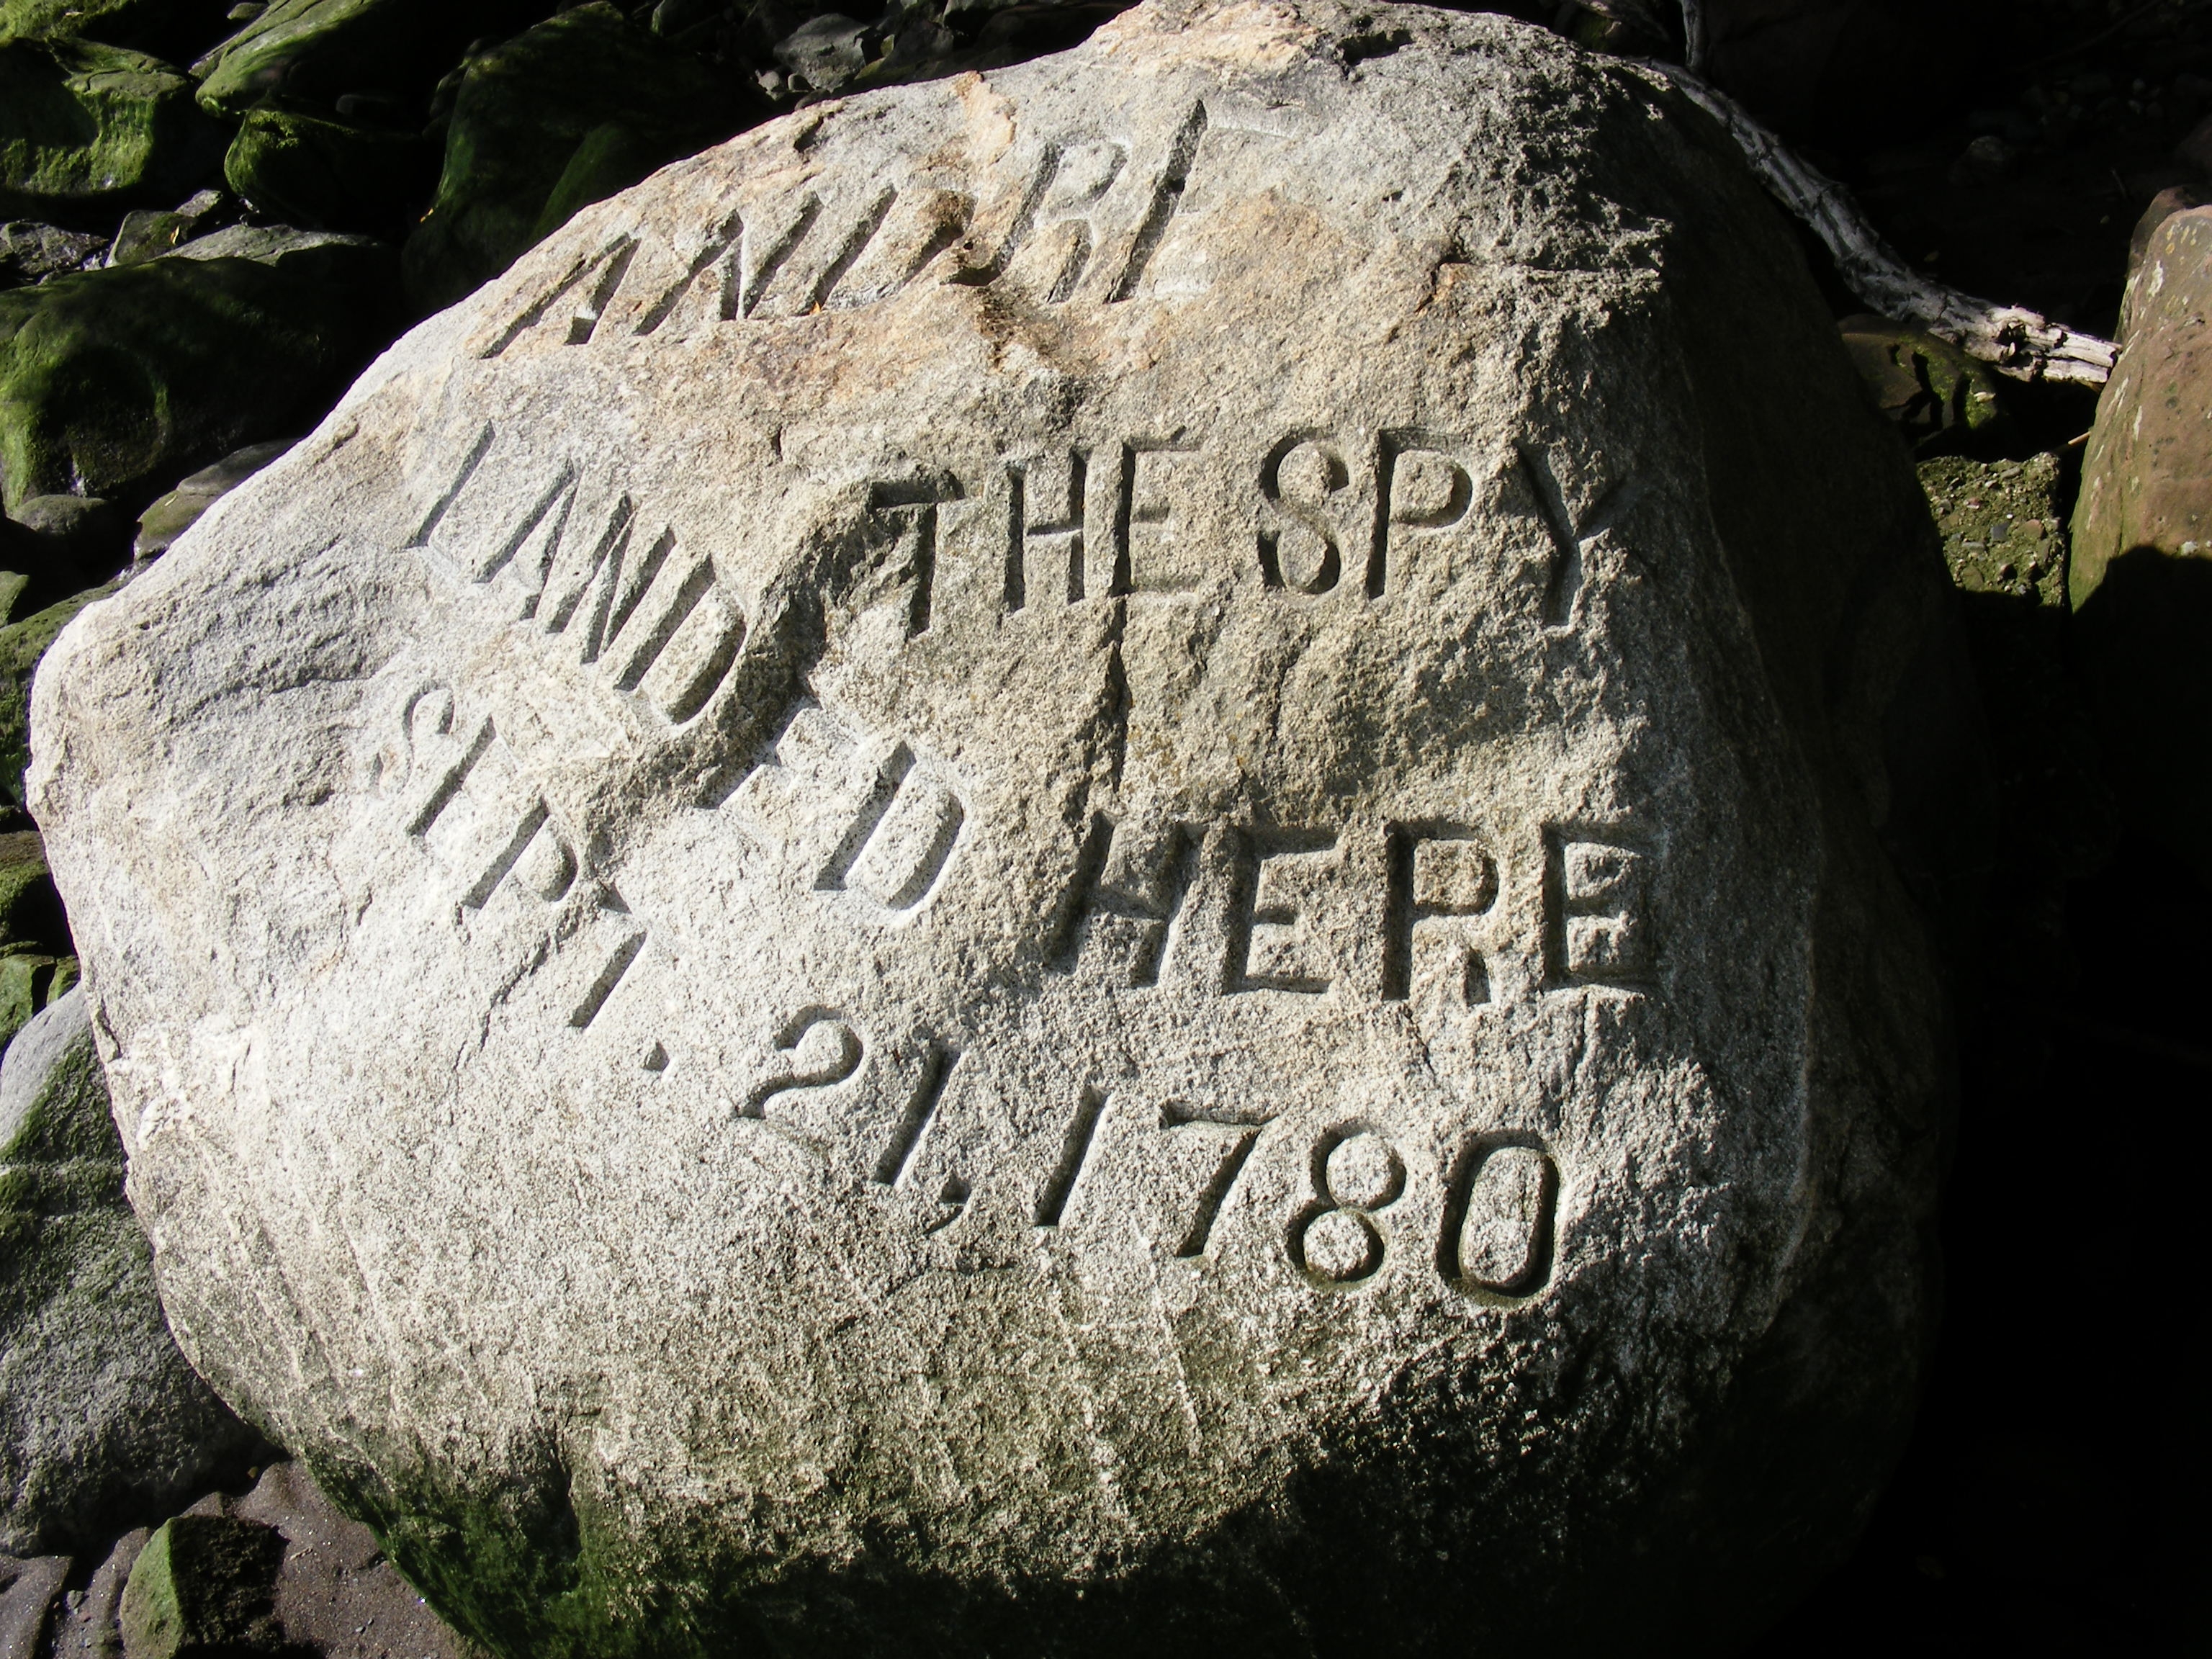 ANDRE
THE SPY
LANDED HERE
SEPT. 21, 1780